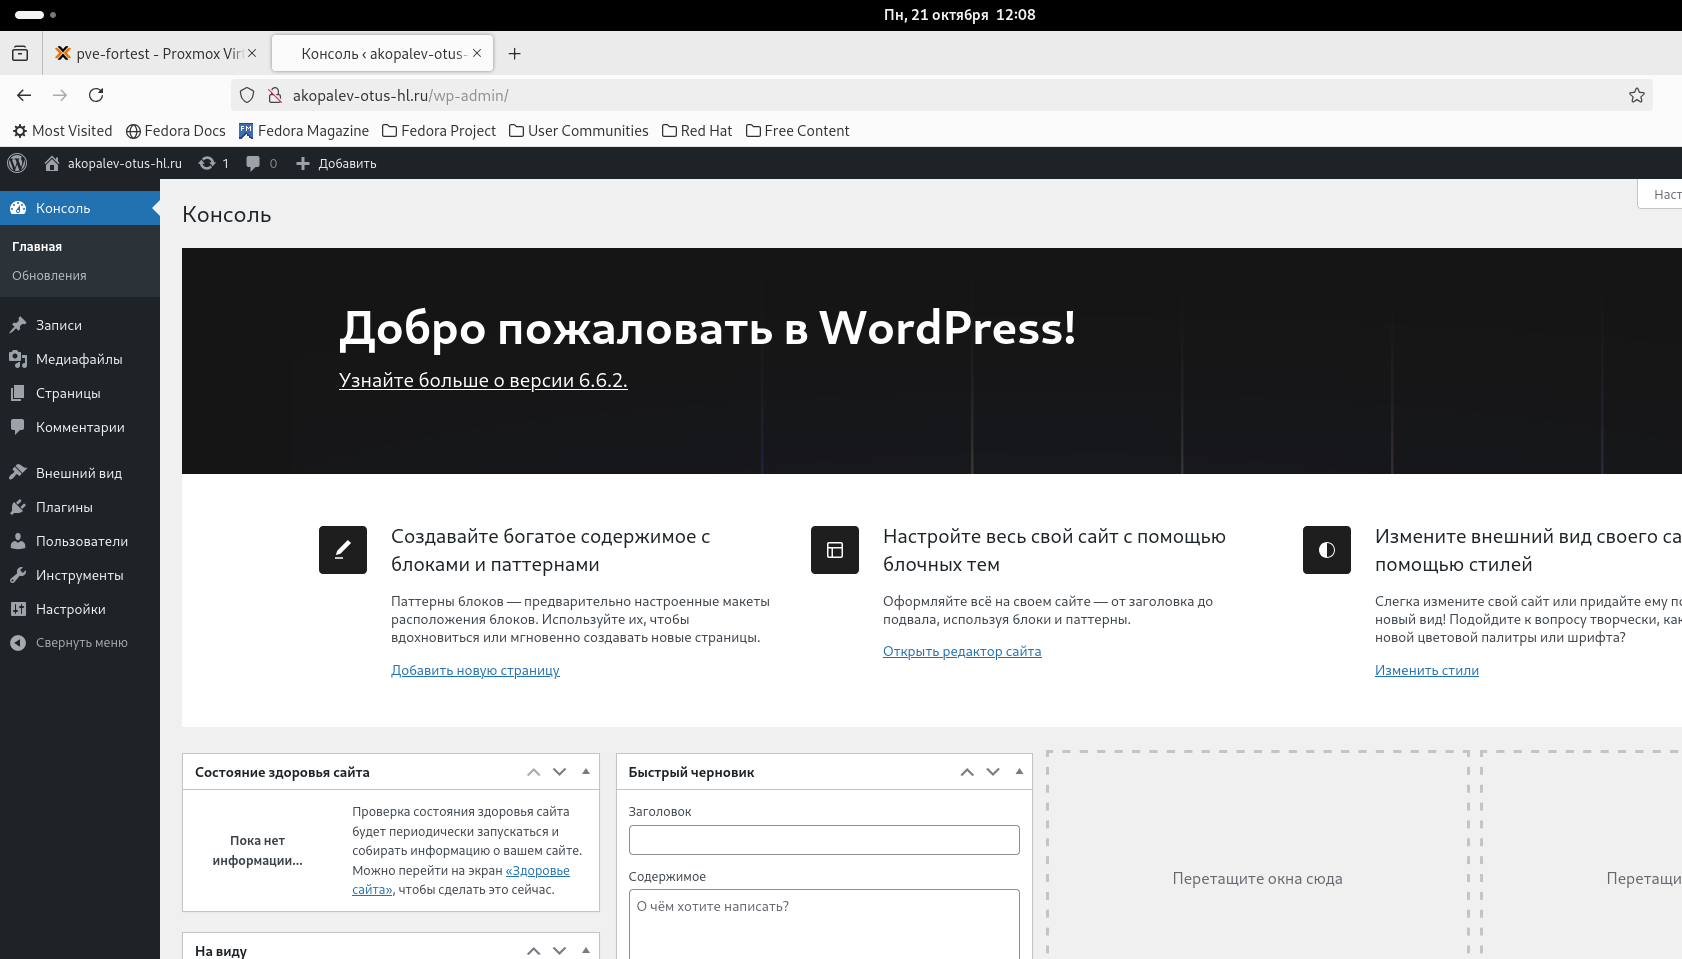 Пн, 21 октября 12:08
pve-fortest - Proxmox Vir
Консоль ‹ akopalev-otus-
akopalev-otus-hl.ru/wp-admin/
Most Visited
Fedora Docs
Fedora Magazine
Fedora Project
User Communities
Red Hat
Free Content
akopalev-otus-hl.ru
1
0
Добавить
Консоль
Главная
Обновления
Записи
Медиафайлы
Страницы
Комментарии
Внешний вид
Плагины
Пользователи
Инструменты
Настройки
Свернуть меню
Наст
Консоль
Добро пожаловать в WordPress!
Узнайте больше о версии 6.6.2.
Создавайте богатое содержимое с
блоками и паттернами
Паттерны блоков — предварительно настроенные макеты
расположения блоков. Используйте их, чтобы
вдохновиться или мгновенно создавать новые страницы.
Добавить новую страницу
Настройте весь свой сайт с помощью
блочных тем
Оформляйте всё на своем сайте — от заголовка до
подвала, используя блоки и паттерны.
Открыть редактор сайта
Измените внешний вид своего са
помощью стилей
Слегка измените свой сайт или придайте ему п
новый вид! Подойдите к вопросу творчески, ка
новой цветовой палитры или шрифта?
Изменить стили
Состояние здоровья сайта
Пока нет
информации...
Проверка состояния здоровья сайта
будет периодически запускаться и
собирать информацию о вашем сайте.
Можно перейти на экран «Здоровье
сайта», чтобы сделать это сейчас.
На виду
Быстрый черновик
Заголовок
Содержимое
О чём хотите написать?
Перетащите окна сюда
Перетащи